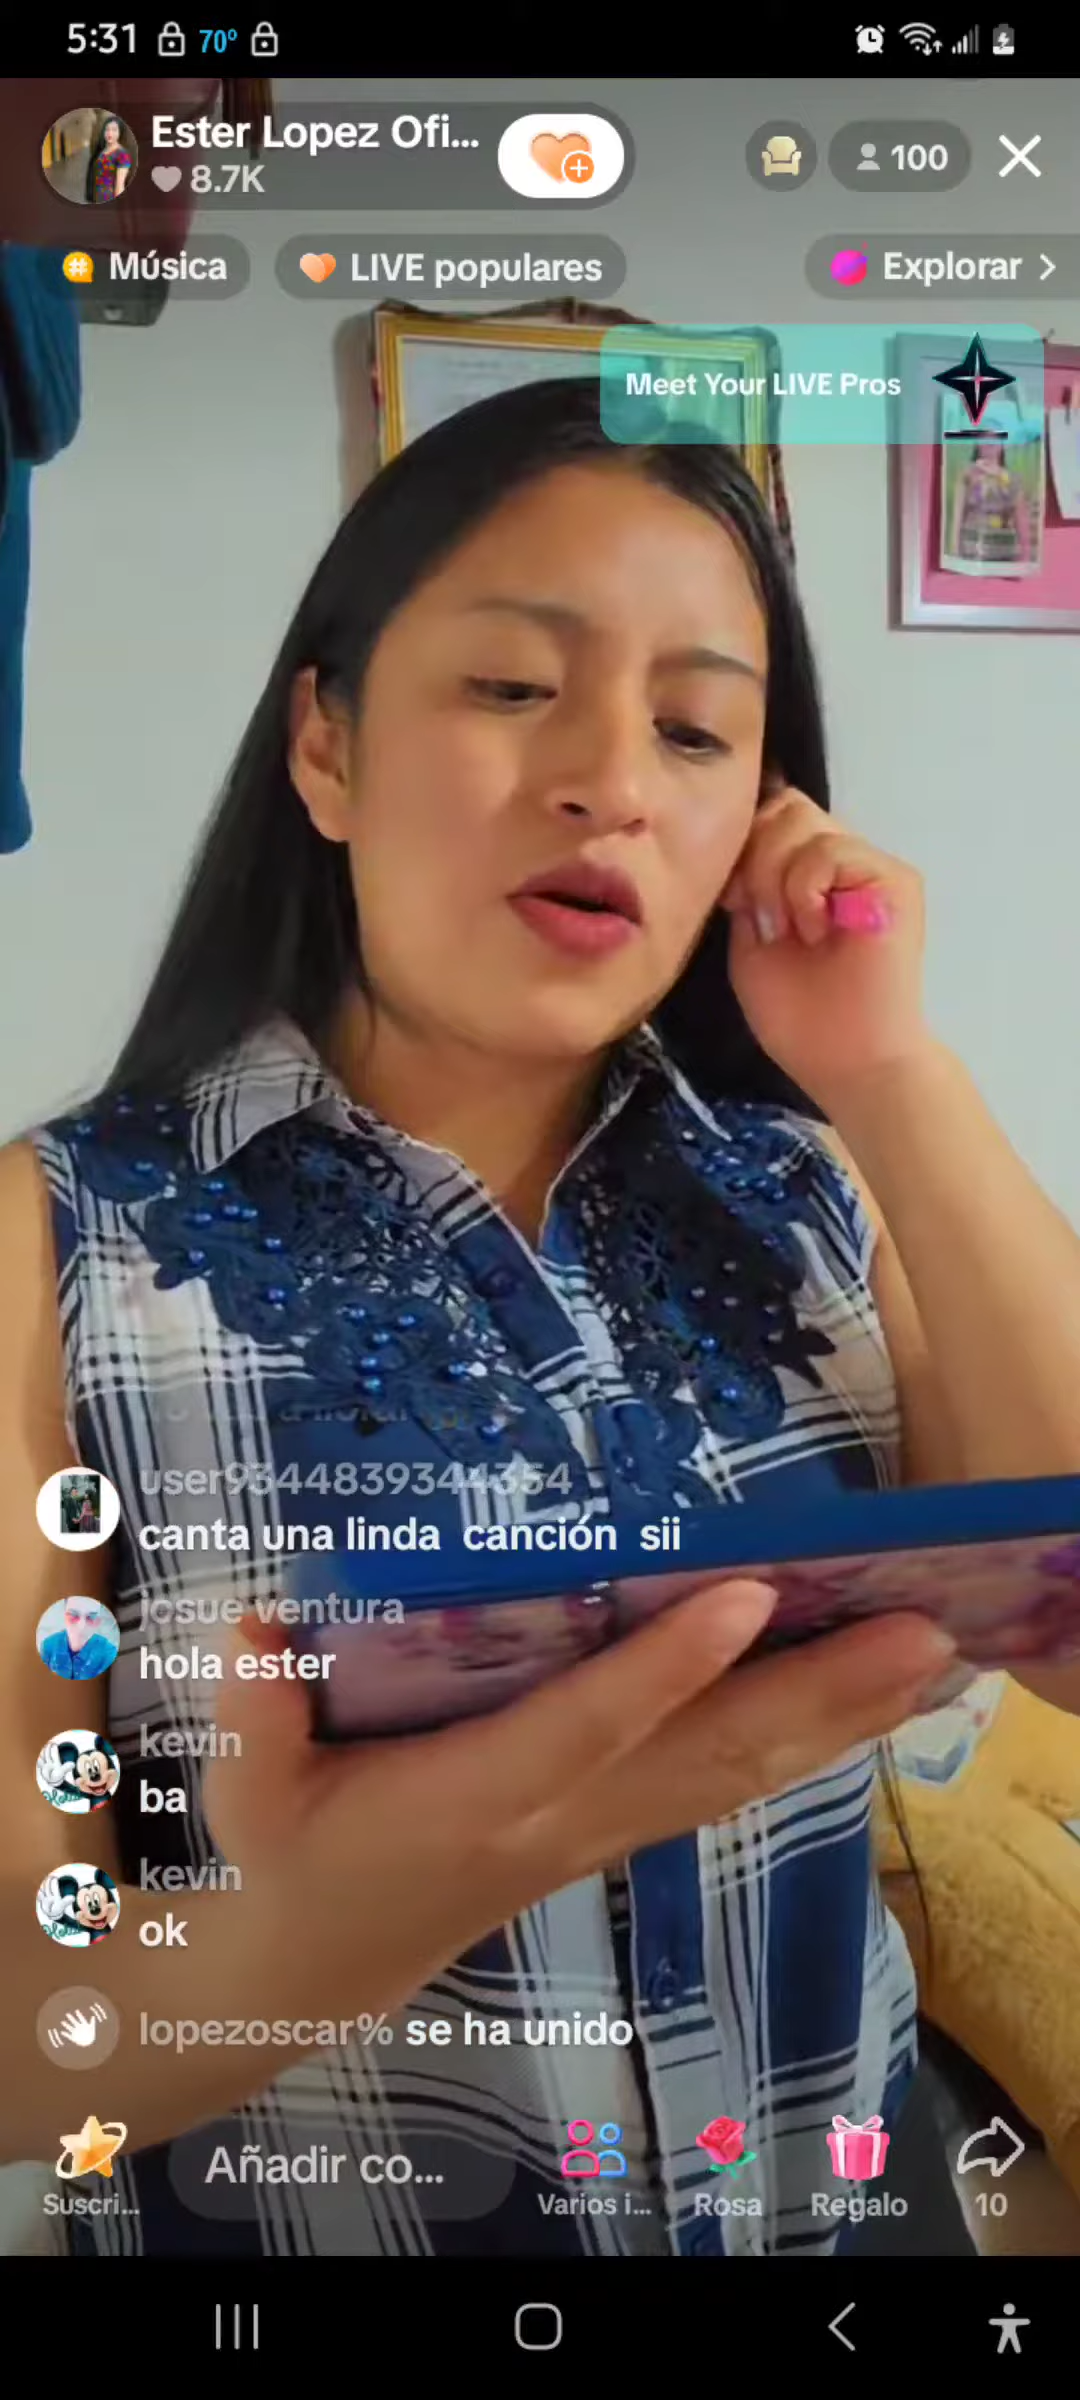 5:31 70°
Ester Lopez Ofi...
8.7K
100
Música
LIVE populares
Explorar
Meet Your LIVE Pros
user9344839344354
canta una linda canción sii
josue ventura
hola ester
kevin
ba
kevin
ok
lopezoscar% se ha unido
Añadir co...
Suscri...
Varios i...
Rosa
Regalo
10